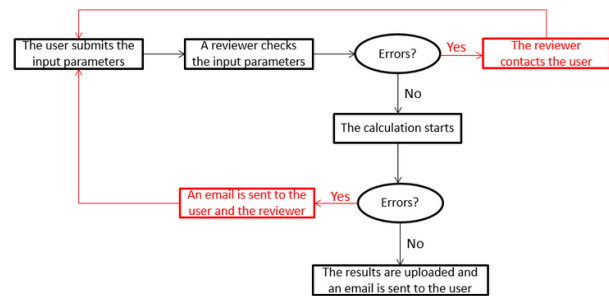 The user submits the
input parameters
A reviewer checks
the input parameters
Errors?
Yes
The reviewer
contacts the user
No
The calculation starts
An email is sent to the
user and the reviewer
Yes
Errors?
No
The results are uploaded and
an email is sent to the user